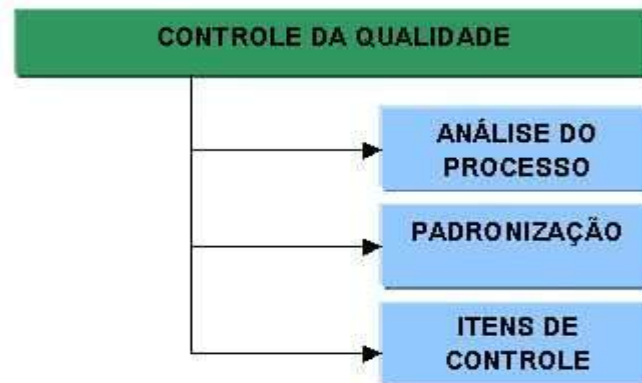 CONTROLE DA QUALIDADE
ANÁLISE DO
PROCESSO
PADRONIZAÇÃO
ITENS DE
CONTROLE